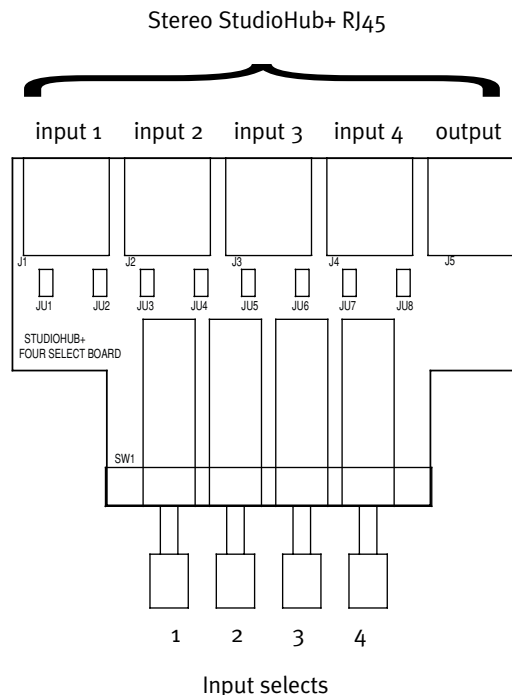 Stereo StudioHub+ RJ45
input 1 input 2 input 3 input 4 output
J1 J2 J3 J4 J5
JU1 JU2 JU3 JU4 JU5 JU6 JU7 JU8
STUDIOHUB+
FOUR SELECT BOARD
SW1
1 2 3 4
Input selects